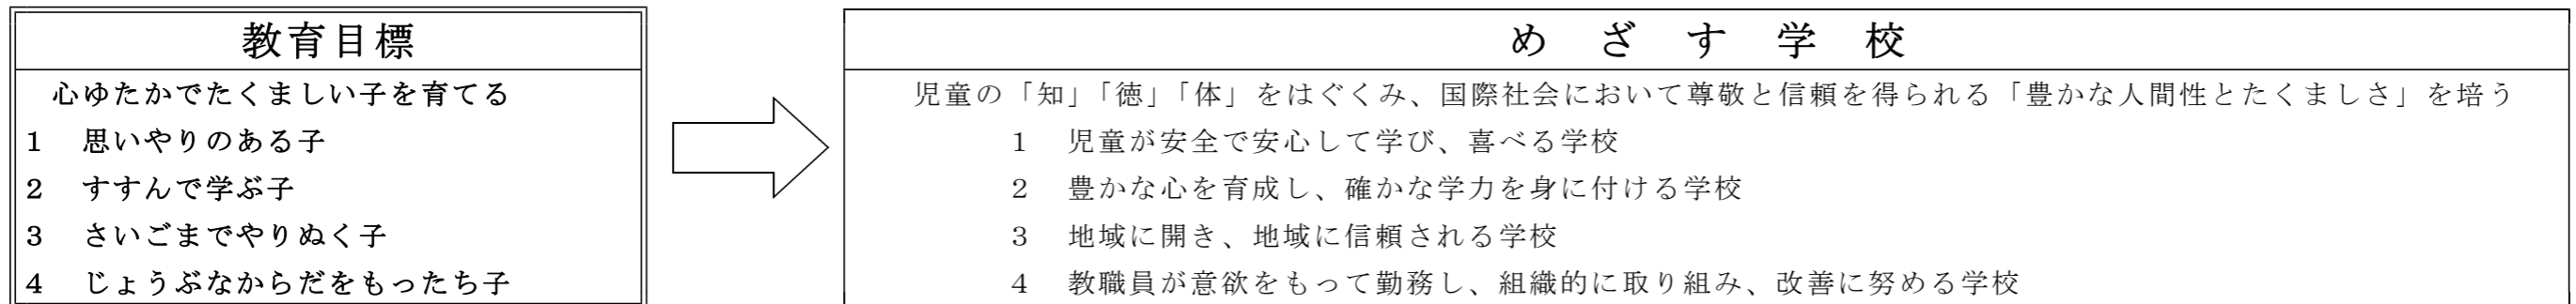 教育目標
心ゆたかでたくましい子を育てる
1 思いやりのある子
2 すすんで学ぶ子
3 さいごまでやりぬく子
4 じょうぶなからだをもったち子
めざす学校
児童の「知」「徳」「体」をはぐくみ、国際社会において尊敬と信頼を得られる「豊かな人間性とたくましさ」を培う
1 児童が安全で安心して学び、喜べる学校
2 豊かな心を育成し、確かな学力を身に付ける学校
3 地域に開き、地域に信頼される学校
4 教職員が意欲をもって勤務し、組織的に取り組み、改善に努める学校